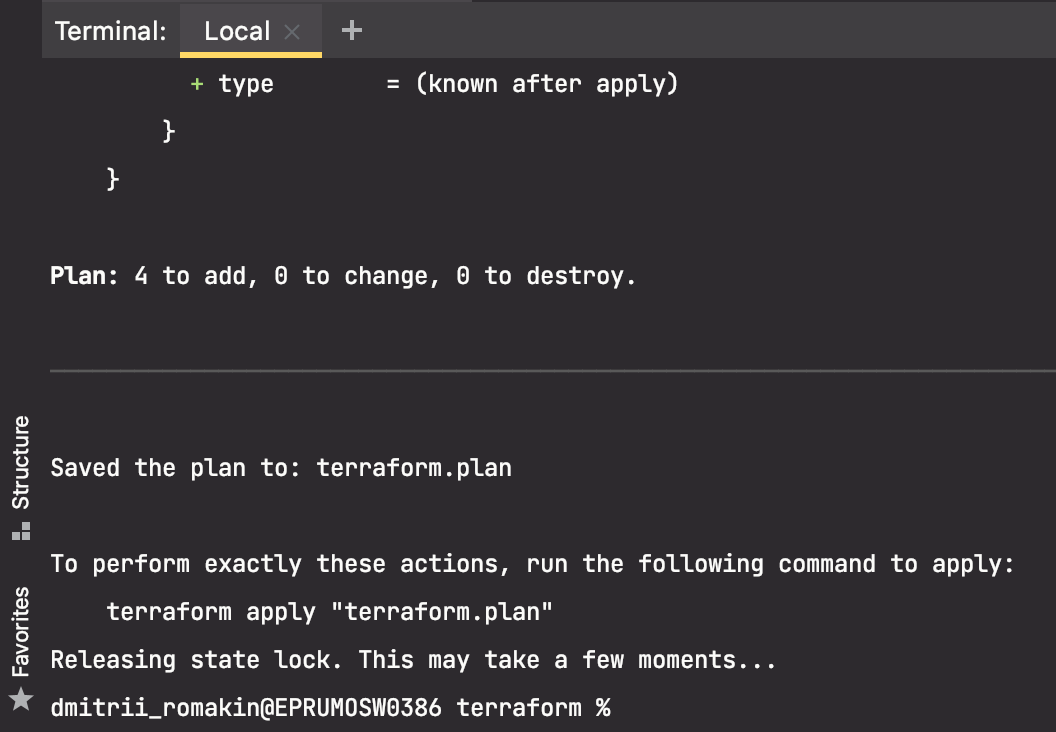 Terminal: Local × +
+ type = (known after apply)
}
}
Plan: 4 to add, 0 to change, 0 to destroy.
Saved the plan to: terraform.plan
To perform exactly these actions, run the following command to apply:
terraform apply "terraform.plan"
Releasing state lock. This may take a few moments...
dmitrii_romakin@EPRUMOSW0386 terraform %
Structure
Favorites